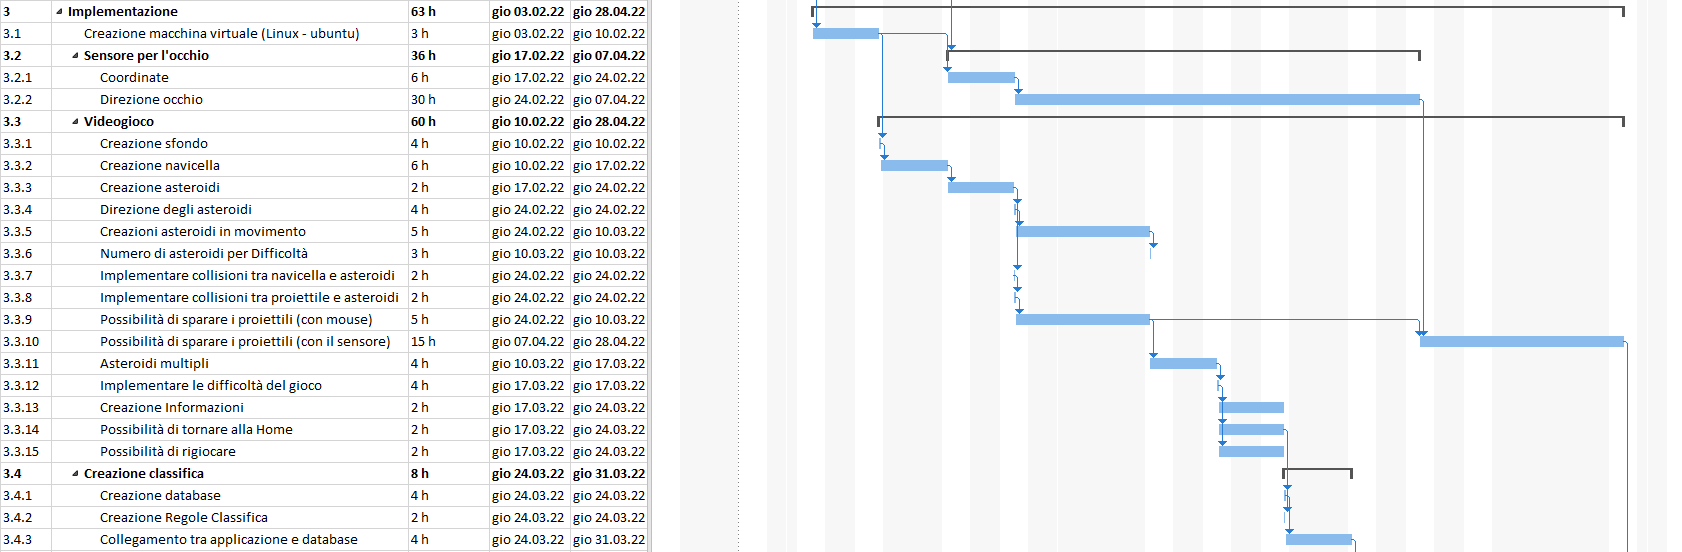 3 Implementazione 63 h gio 03.02.22 gio 28.04.22
3.1 Creazione macchina virtuale (Linux - ubuntu) 3 h gio 03.02.22 gio 10.02.22
3.2 Sensore per l'occhio 36 h gio 17.02.22 gio 07.04.22
3.2.1 Coordinate 6 h gio 17.02.22 gio 24.02.22
3.2.2 Direzione occhio 30 h gio 24.02.22 gio 07.04.22
3.3 Videogioco 60 h gio 10.02.22 gio 28.04.22
3.3.1 Creazione sfondo 4 h gio 10.02.22 gio 10.02.22
3.3.2 Creazione navicella 6 h gio 10.02.22 gio 17.02.22
3.3.3 Creazione asteroidi 2 h gio 17.02.22 gio 24.02.22
3.3.4 Direzione degli asteroidi 4 h gio 24.02.22 gio 24.02.22
3.3.5 Creazioni asteroidi in movimento 5 h gio 24.02.22 gio 10.03.22
3.3.6 Numero di asteroidi per Difficoltà 3 h gio 10.03.22 gio 10.03.22
3.3.7 Implementare collisioni tra navicella e asteroidi 2 h gio 24.02.22 gio 24.02.22
3.3.8 Implementare collisioni tra proiettile e asteroidi 2 h gio 24.02.22 gio 24.02.22
3.3.9 Possibilità di sparare i proiettili (con mouse) 5 h gio 24.02.22 gio 10.03.22
3.3.10 Possibilità di sparare i proiettili (con il sensore) 15 h gio 07.04.22 gio 28.04.22
3.3.11 Asteroidi multipli 4 h gio 10.03.22 gio 17.03.22
3.3.12 Implementare le difficoltà del gioco 4 h gio 17.03.22 gio 17.03.22
3.3.13 Creazione Informazioni 2 h gio 17.03.22 gio 24.03.22
3.3.14 Possibilità di tornare alla Home 2 h gio 17.03.22 gio 24.03.22
3.3.15 Possibilità di rigiocare 2 h gio 17.03.22 gio 24.03.22
3.4 Creazione classifica 8 h gio 24.03.22 gio 31.03.22
3.4.1 Creazione database 4 h gio 24.03.22 gio 24.03.22
3.4.2 Creazione Regole Classifica 2 h gio 24.03.22 gio 24.03.22
3.4.3 Collegamento tra applicazione e database 4 h gio 24.03.22 gio 31.03.22